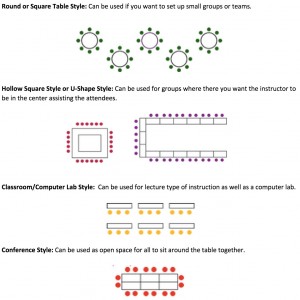 Round or Square Table Style: Can be used if you want to set up small groups or teams.
Hollow Square Style or U-Shape Style: Can be used for groups where there you want the instructor to
be in the center assisting the attendees.
Classroom/Computer Lab Style: Can be used for lecture type of instruction as well as a computer lab.
Conference Style: Can be used as open space for all to sit around the table together.